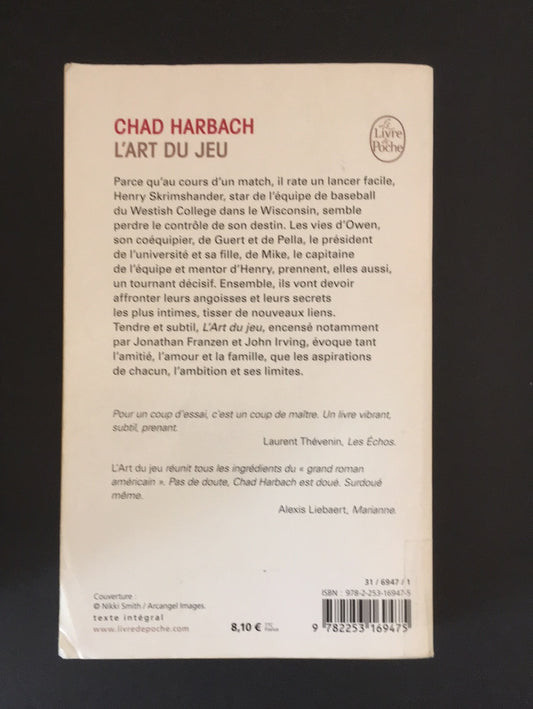 CHAD HARBACH
L'ART DU JEU
Le
Livre
de
Poche
Parce qu'au cours d'un match, il rate un lancer facile,
Henry Skrimshander, star de l'équipe de baseball
du Westish College dans le Wisconsin, semble
perdre le contrôle de son destin. Les vies d'Owen,
son coéquipier, de Guert et de Pella, le président
de l'université et sa fille, de Mike, le capitaine
de l'équipe et mentor d'Henry, prennent, elles aussi,
un tournant décisif. Ensemble, ils vont devoir
affronter leurs angoisses et leurs secrets
les plus intimes, tisser de nouveaux liens.
Tendre et subtil, L'Art du jeu, encensé notamment
par Jonathan Franzen et John Irving, évoque tant
l'amitié, l'amour et la famille, que les aspirations
de chacun, l'ambition et ses limites.
Pour un coup d'essai, c'est un coup de maître. Un livre vibrant,
subtil, prenant.
Laurent Thévenin, Les Échos.
L'Art du jeu réunit tous les ingrédients du « grand roman
américain ». Pas de doute, Chad Harbach est doué. Surdoué
même.
Alexis Liebaert, Marianne.
31 / 6947 / 1
ISBN : 978-2-253-16947-5
Couverture :
© Nikki Smith / Arcangel Images.
texte intégral
www.livredepoche.com
8,10 € TTC
France
9 782253 169475